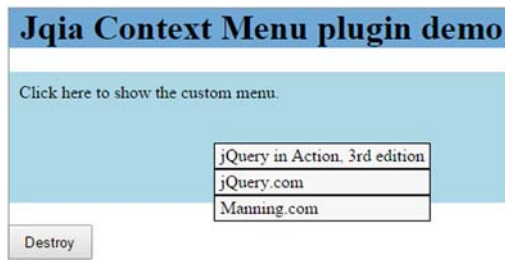 Jqia Context Menu plugin demo
Click here to show the custom menu.
jQuery in Action, 3rd edition
jQuery.com
Manning.com
Destroy